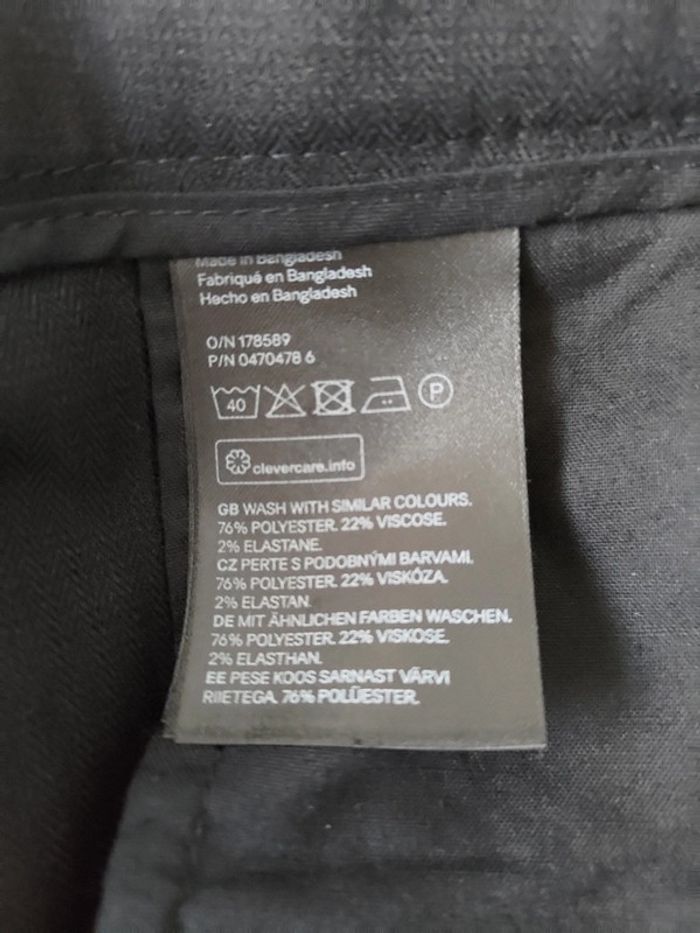 Made in Bangladesh
Fabriqué en Bangladesh
Hecho en Bangladesh
O/N 178589
P/N 0470478 6
40
P
clevercare.info
GB WASH WITH SIMILAR COLOURS.
76% POLYESTER. 22% VISCOSE.
2% ELASTANE.
CZ PERTE S PODOBNÝMI BARVAMI.
76% POLYESTER. 22% VISKÓZA.
2% ELASTAN.
DE MIT ÄHNLICHEN FARBEN WASCHEN.
76% POLYESTER. 22% VISKOSE.
2% ELASTHAN.
EE PESE KOOS SARNAST VÄRVI
RIIETEGA. 76% POLÜESTER.